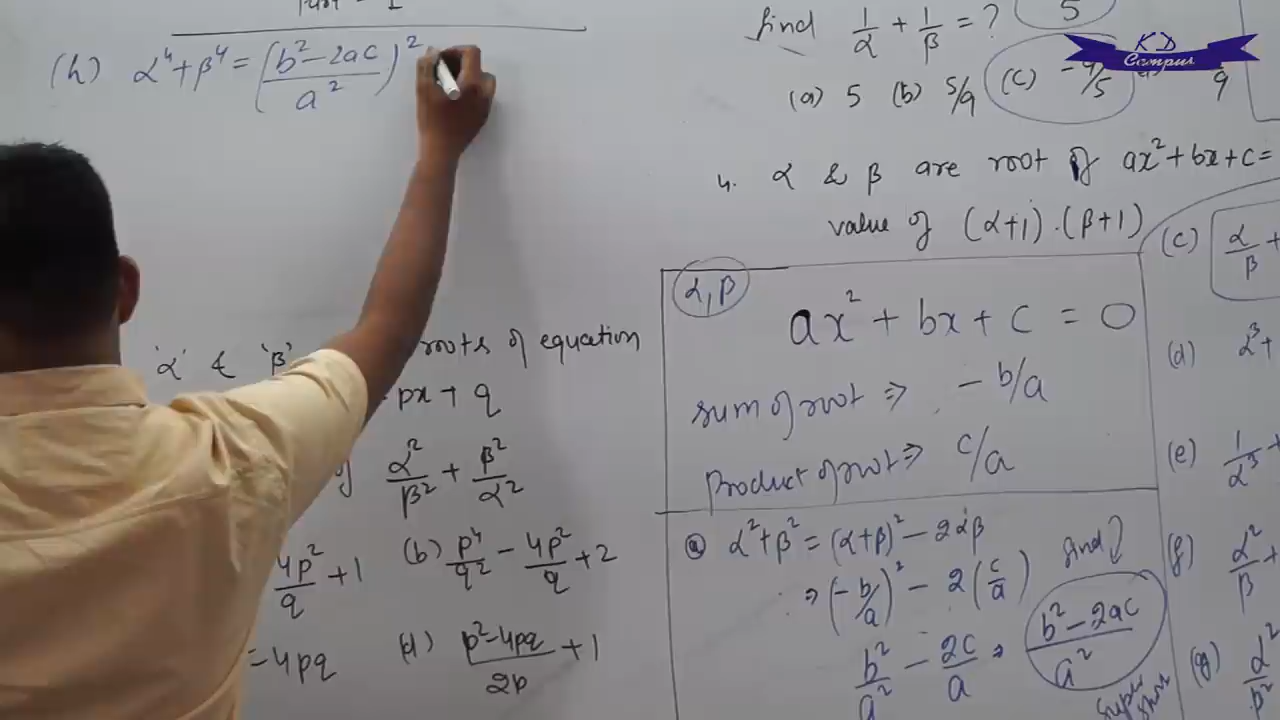 (h) α⁴+β⁴ = (b²-2ac/a²)²
'α' & 'β' roots of equation
px + q
α²/β² + β²/α²
4p²/q + 1 (b) p⁴/q² - 4p²/q + 2
= 4pq (d) p²-4pq/2p + 1
find 1/α + 1/β = ? 5
(a) 5 (b) 5/9 (c) -9/5 9
KD Campus
4. α & β are root of ax²+bx+c=
value of (α+1).(β+1)
α,β
ax² + bx + c = 0
sum of root ⇒ - b/a
Product of root ⇒ c/a
(a) α²+β² = (α+β)² - 2αβ
⇒ (-b/a)² - 2(c/a) find
b²/a² - 2c/a ⇒ b²-2ac/a²
super
(c) α/β +
(d) α³ +
(e) 1/α³ +
(f) α²/β +
(g) α²/β²